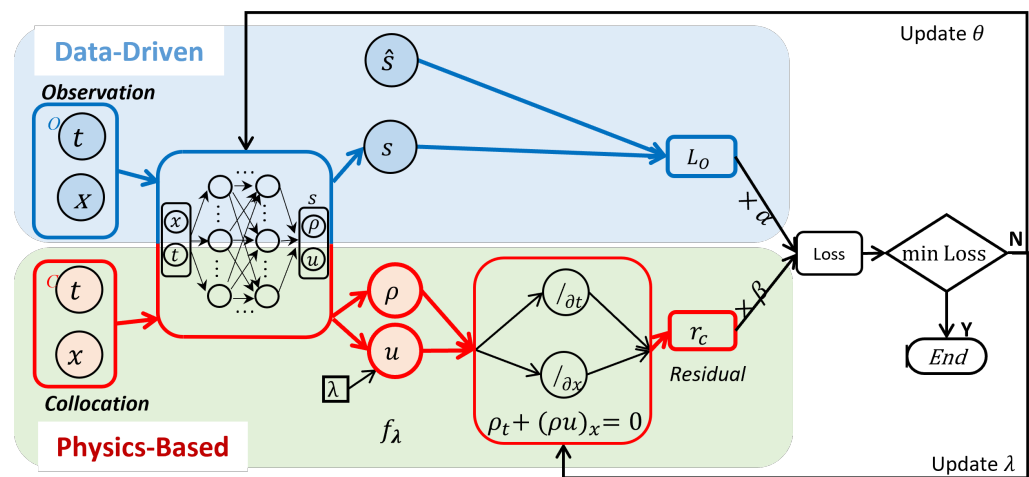 Update θ
Data-Driven
Observation
O
t
x
ŝ
s
L_O
× α
...
...
x
t
s
ρ
u
...
...
...
...
Loss
min Loss
N
Y
End
C
t
x
Collocation
Physics-Based
ρ
u
λ
f_λ
/∂t
/∂x
ρ_t + (ρu)_x = 0
r_c
× β
Residual
Update λ